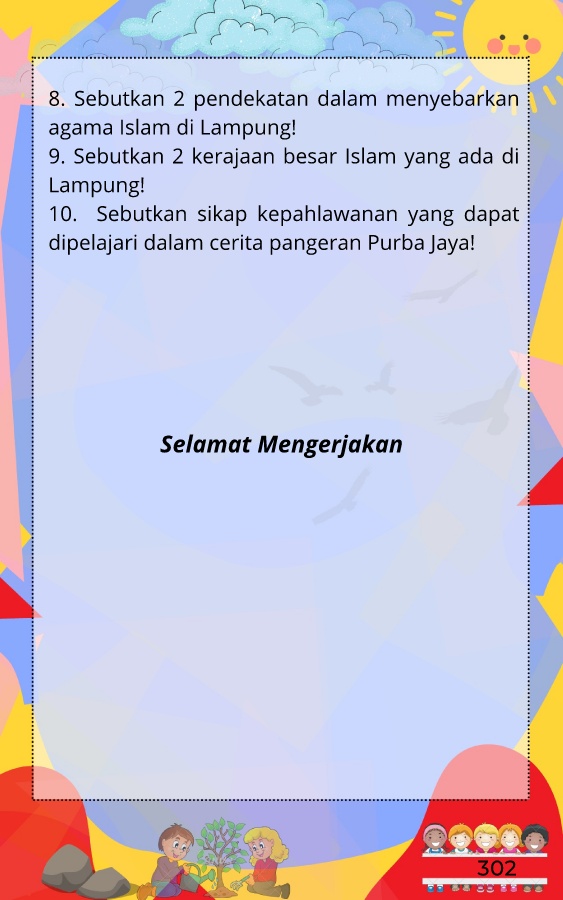 8. Sebutkan 2 pendekatan dalam menyebarkan
agama Islam di Lampung!
9. Sebutkan 2 kerajaan besar Islam yang ada di
Lampung!
10. Sebutkan sikap kepahlawanan yang dapat
dipelajari dalam cerita pangeran Purba Jaya!
Selamat Mengerjakan
302